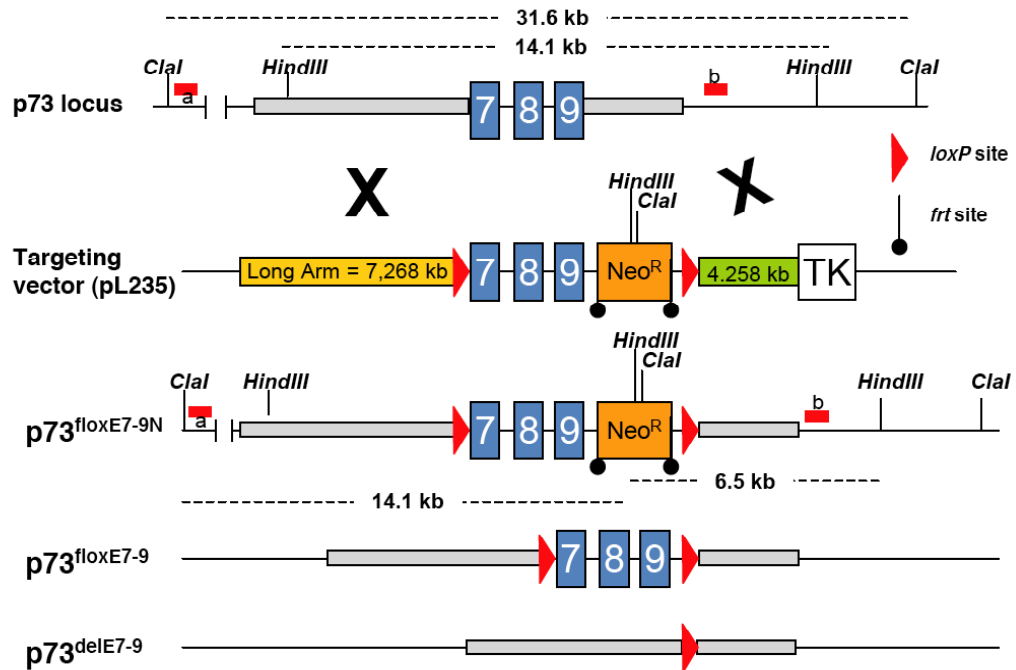 31.6 kb
14.1 kb
ClaI HindIII b HindIII ClaI
p73 locus a 7 8 9
loxP site
X X
HindIII
ClaI
frt site
Targeting
vector (pL235) Long Arm = 7,268 kb 7 8 9 NeoR 4.258 kb TK
HindIII
ClaI
ClaI HindIII b HindIII ClaI
p73floxE7-9N a 7 8 9 NeoR
6.5 kb
14.1 kb
p73floxE7-9 7 8 9
p73delE7-9